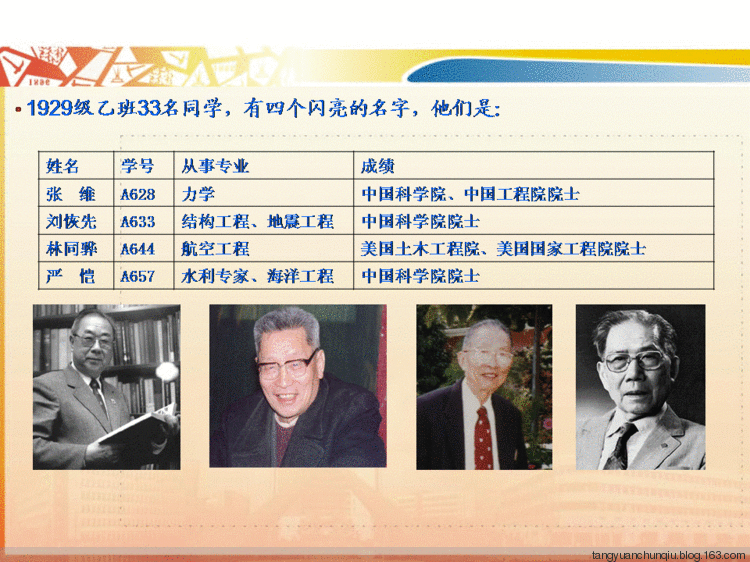 1929级乙班33名同学，有四个闪亮的名字，他们是：
姓名 学号 从事专业 成绩
张 维 A628 力学 中国科学院、中国工程院院士
刘恢先 A633 结构工程、地震工程 中国科学院院士
林同骅 A644 航空工程 美国土木工程院、美国国家工程院院士
严 恺 A657 水利专家、海洋工程 中国科学院院士
tangyuanchunqiu.blog.163.com